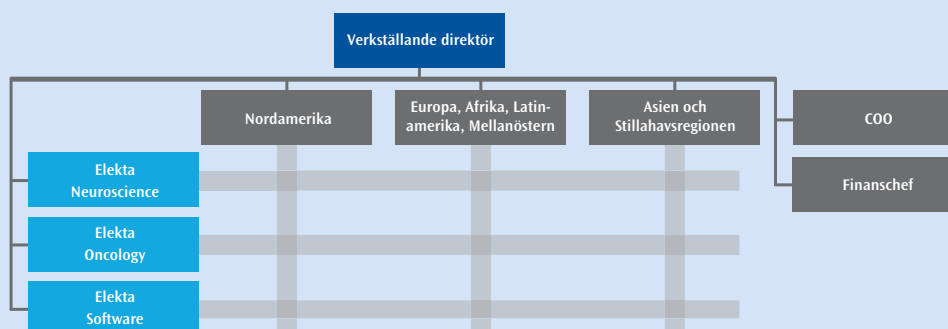 Verkställande direktör
Nordamerika
Europa, Afrika, Latin-
amerika, Mellanöstern
Asien och
Stillahavsregionen
COO
Finanschef
Elekta
Neuroscience
Elekta
Oncology
Elekta
Software